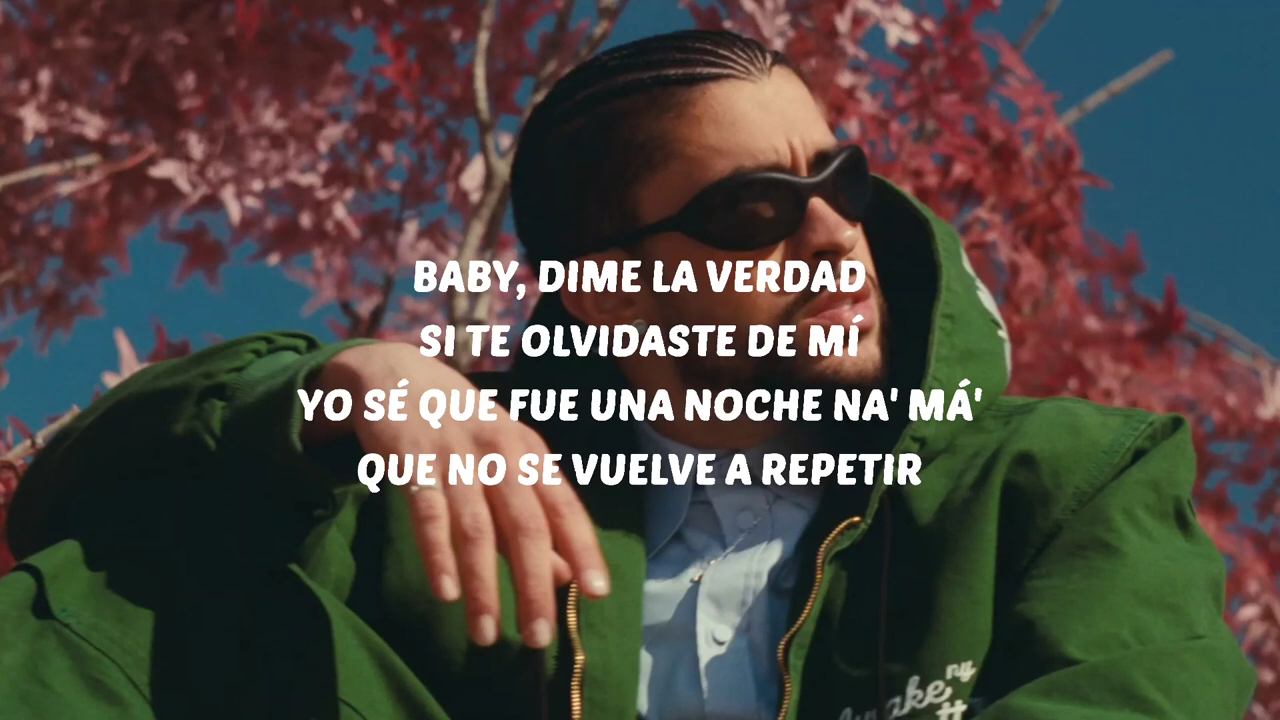 BABY, DIME LA VERDAD
SI TE OLVIDASTE DE MÍ
YO SÉ QUE FUE UNA NOCHE NA' MÁ'
QUE NO SE VUELVE A REPETIR
ny